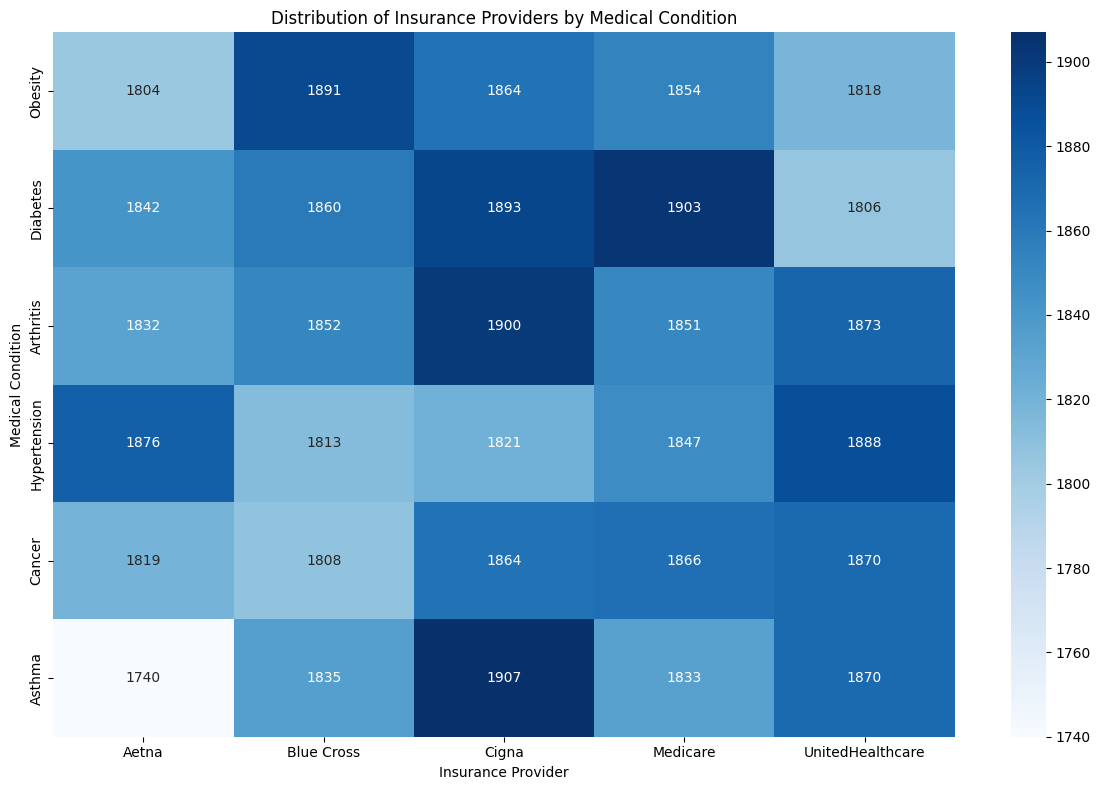 Distribution of Insurance Providers by Medical Condition
Medical Condition
Obesity
1804 1891 1864 1854 1818
Diabetes
1842 1860 1893 1903 1806
Arthritis
1832 1852 1900 1851 1873
Hypertension
1876 1813 1821 1847 1888
Cancer
1819 1808 1864 1866 1870
Asthma
1740 1835 1907 1833 1870
Aetna Blue Cross Cigna Medicare UnitedHealthcare
Insurance Provider
1900
1880
1860
1840
1820
1800
1780
1760
1740